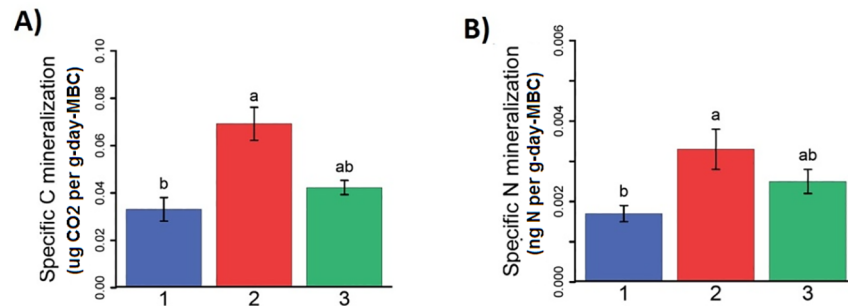 A)
Specific C mineralization
(ug CO2 per g-day-MBC)
0.10
0.08
0.06
0.04
0.02
0.00
b
a
ab
1 2 3
B)
Specific N mineralization
(ng N per g-day-MBC)
0.006
0.004
0.002
0.000
b
a
ab
1 2 3